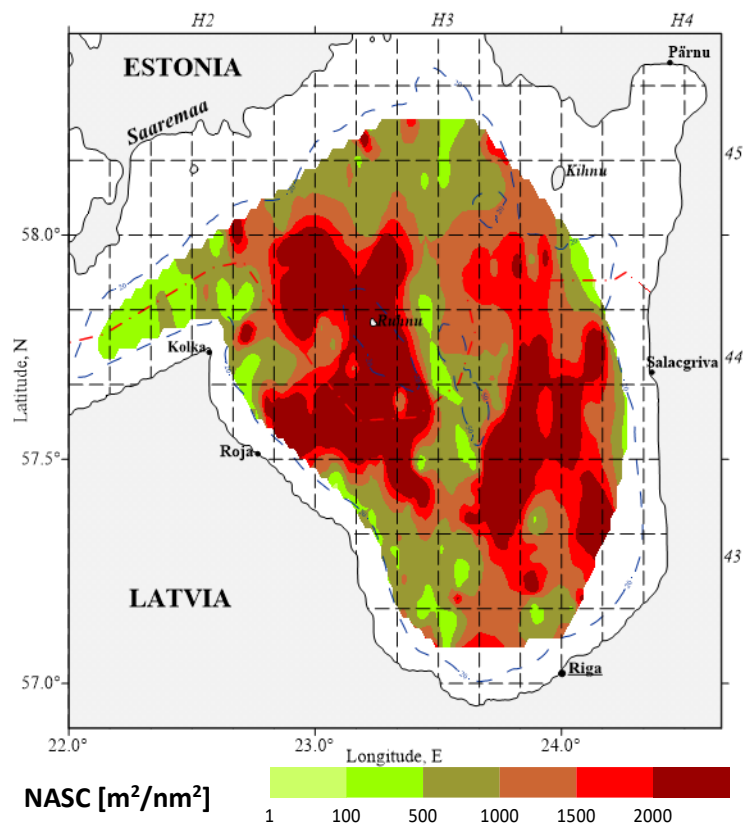 H2 H3 H4
Pärnu
ESTONIA
Saaremaa
45
Kihnu
58.0°
Ruhnu
Kolka
44
Salacgriva
Latitude, N
57.5°
Roja
43
LATVIA
Riga
57.0°
22.0° 23.0° 24.0°
Longitude, E
NASC [m²/nm²]
1 100 500 1000 1500 2000